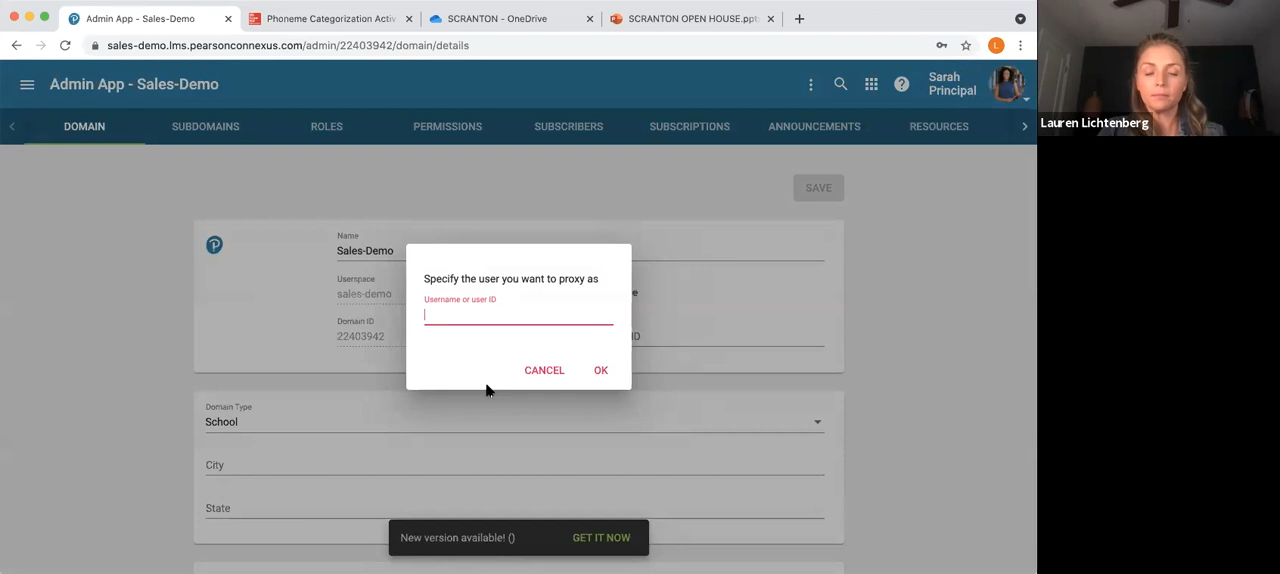 Admin App - Sales-Demo
Phoneme Categorization Activ
SCRANTON - OneDrive
SCRANTON OPEN HOUSE.ppt
sales-demo.lms.pearsonconnexus.com/admin/22403942/domain/details
L
Admin App - Sales-Demo
Sarah
Principal
DOMAIN
SUBDOMAINS
ROLES
PERMISSIONS
SUBSCRIBERS
SUBSCRIPTIONS
ANNOUNCEMENTS
RESOURCES
Lauren Lichtenberg
SAVE
Name
Sales-Demo
Userspace
sales-demo
Domain ID
22403942
ID
Specify the user you want to proxy as
Username or user ID
CANCEL
OK
Domain Type
School
City
State
New version available! ()
GET IT NOW